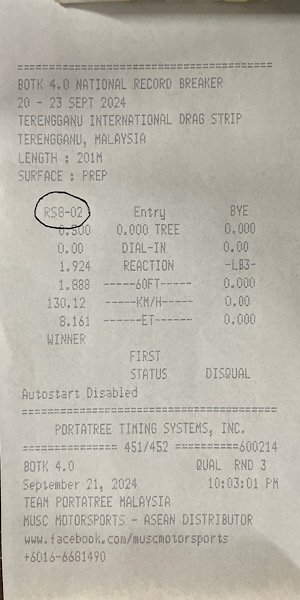 ========================================
BOTK 4.0 NATIONAL RECORD BREAKER
20 - 23 SEPT 2024
TERENGGANU INTERNATIONAL DRAG STRIP
TERENGGANU, MALAYSIA
LENGTH : 201M
SURFACE : PREP
RSB-02 Entry BYE
0.500 0.000 TREE 0.000
0.00 DIAL-IN 0.00
1.924 REACTION -LB3-
1.888 -----60FT----- 0.000
130.12 -----KM/H----- 0.00
8.161 ------ET------ 0.000
WINNER
FIRST
STATUS DISQUAL
Autostart Disabled
========================================
PORTATREE TIMING SYSTEMS, INC.
=============== 451/452 ==========600214
BOTK 4.0 QUAL RND 3
September 21, 2024 10:03:01 PM
TEAM PORTATREE MALAYSIA
MUSC MOTORSPORTS - ASEAN DISTRIBUTOR
www.facebook.com/muscmotorsports
+6016-6681490